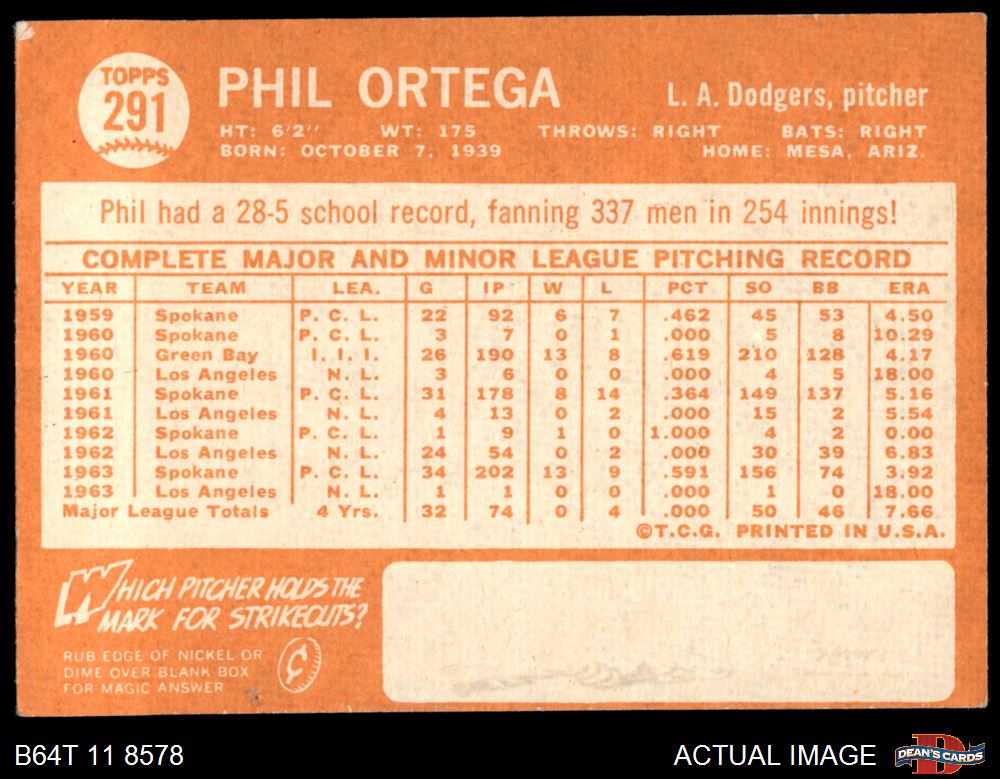 TOPPS
291
PHIL ORTEGA
L. A. Dodgers, pitcher
HT: 6'2" WT: 175 THROWS: RIGHT BATS: RIGHT
BORN: OCTOBER 7, 1939 HOME: MESA, ARIZ.
Phil had a 28-5 school record, fanning 337 men in 254 innings!
COMPLETE MAJOR AND MINOR LEAGUE PITCHING RECORD
YEAR TEAM LEA. G IP W L PCT SO BB ERA
1959 Spokane P. C. L. 22 92 6 7 .462 45 53 4.50
1960 Spokane P. C. L. 3 7 0 1 .000 5 8 10.29
1960 Green Bay I. I. I. 26 190 13 8 .619 210 128 4.17
1960 Los Angeles N. L. 3 6 0 0 .000 4 5 18.00
1961 Spokane P. C. L. 31 178 8 14 .364 149 137 5.16
1961 Los Angeles N. L. 4 13 0 2 .000 15 2 5.54
1962 Spokane P. C. L. 1 9 1 0 1.000 4 2 0.00
1962 Los Angeles N. L. 24 54 0 2 .000 30 39 6.83
1963 Spokane P. C. L. 34 202 13 9 .591 156 74 3.92
1963 Los Angeles N. L. 1 1 0 0 .000 1 0 18.00
Major League Totals 4 Yrs. 32 74 0 4 .000 50 46 7.66
©T.C.G. PRINTED IN U.S.A.
WHICH PITCHER HOLDS THE
MARK FOR STRIKEOUTS?
RUB EDGE OF NICKEL OR
DIME OVER BLANK BOX
FOR MAGIC ANSWER
¢
B64T 11 8578
ACTUAL IMAGE
DEAN'S CARDS